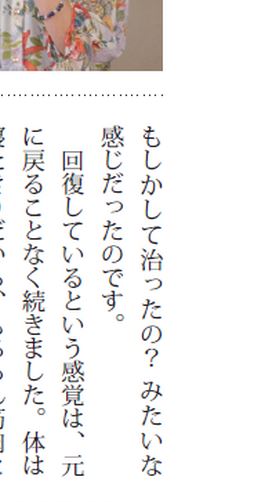 もしかして治ったの？ みたいな
感じだったのです。
　回復しているという感覚は、元
に戻ることなく続きました。体は